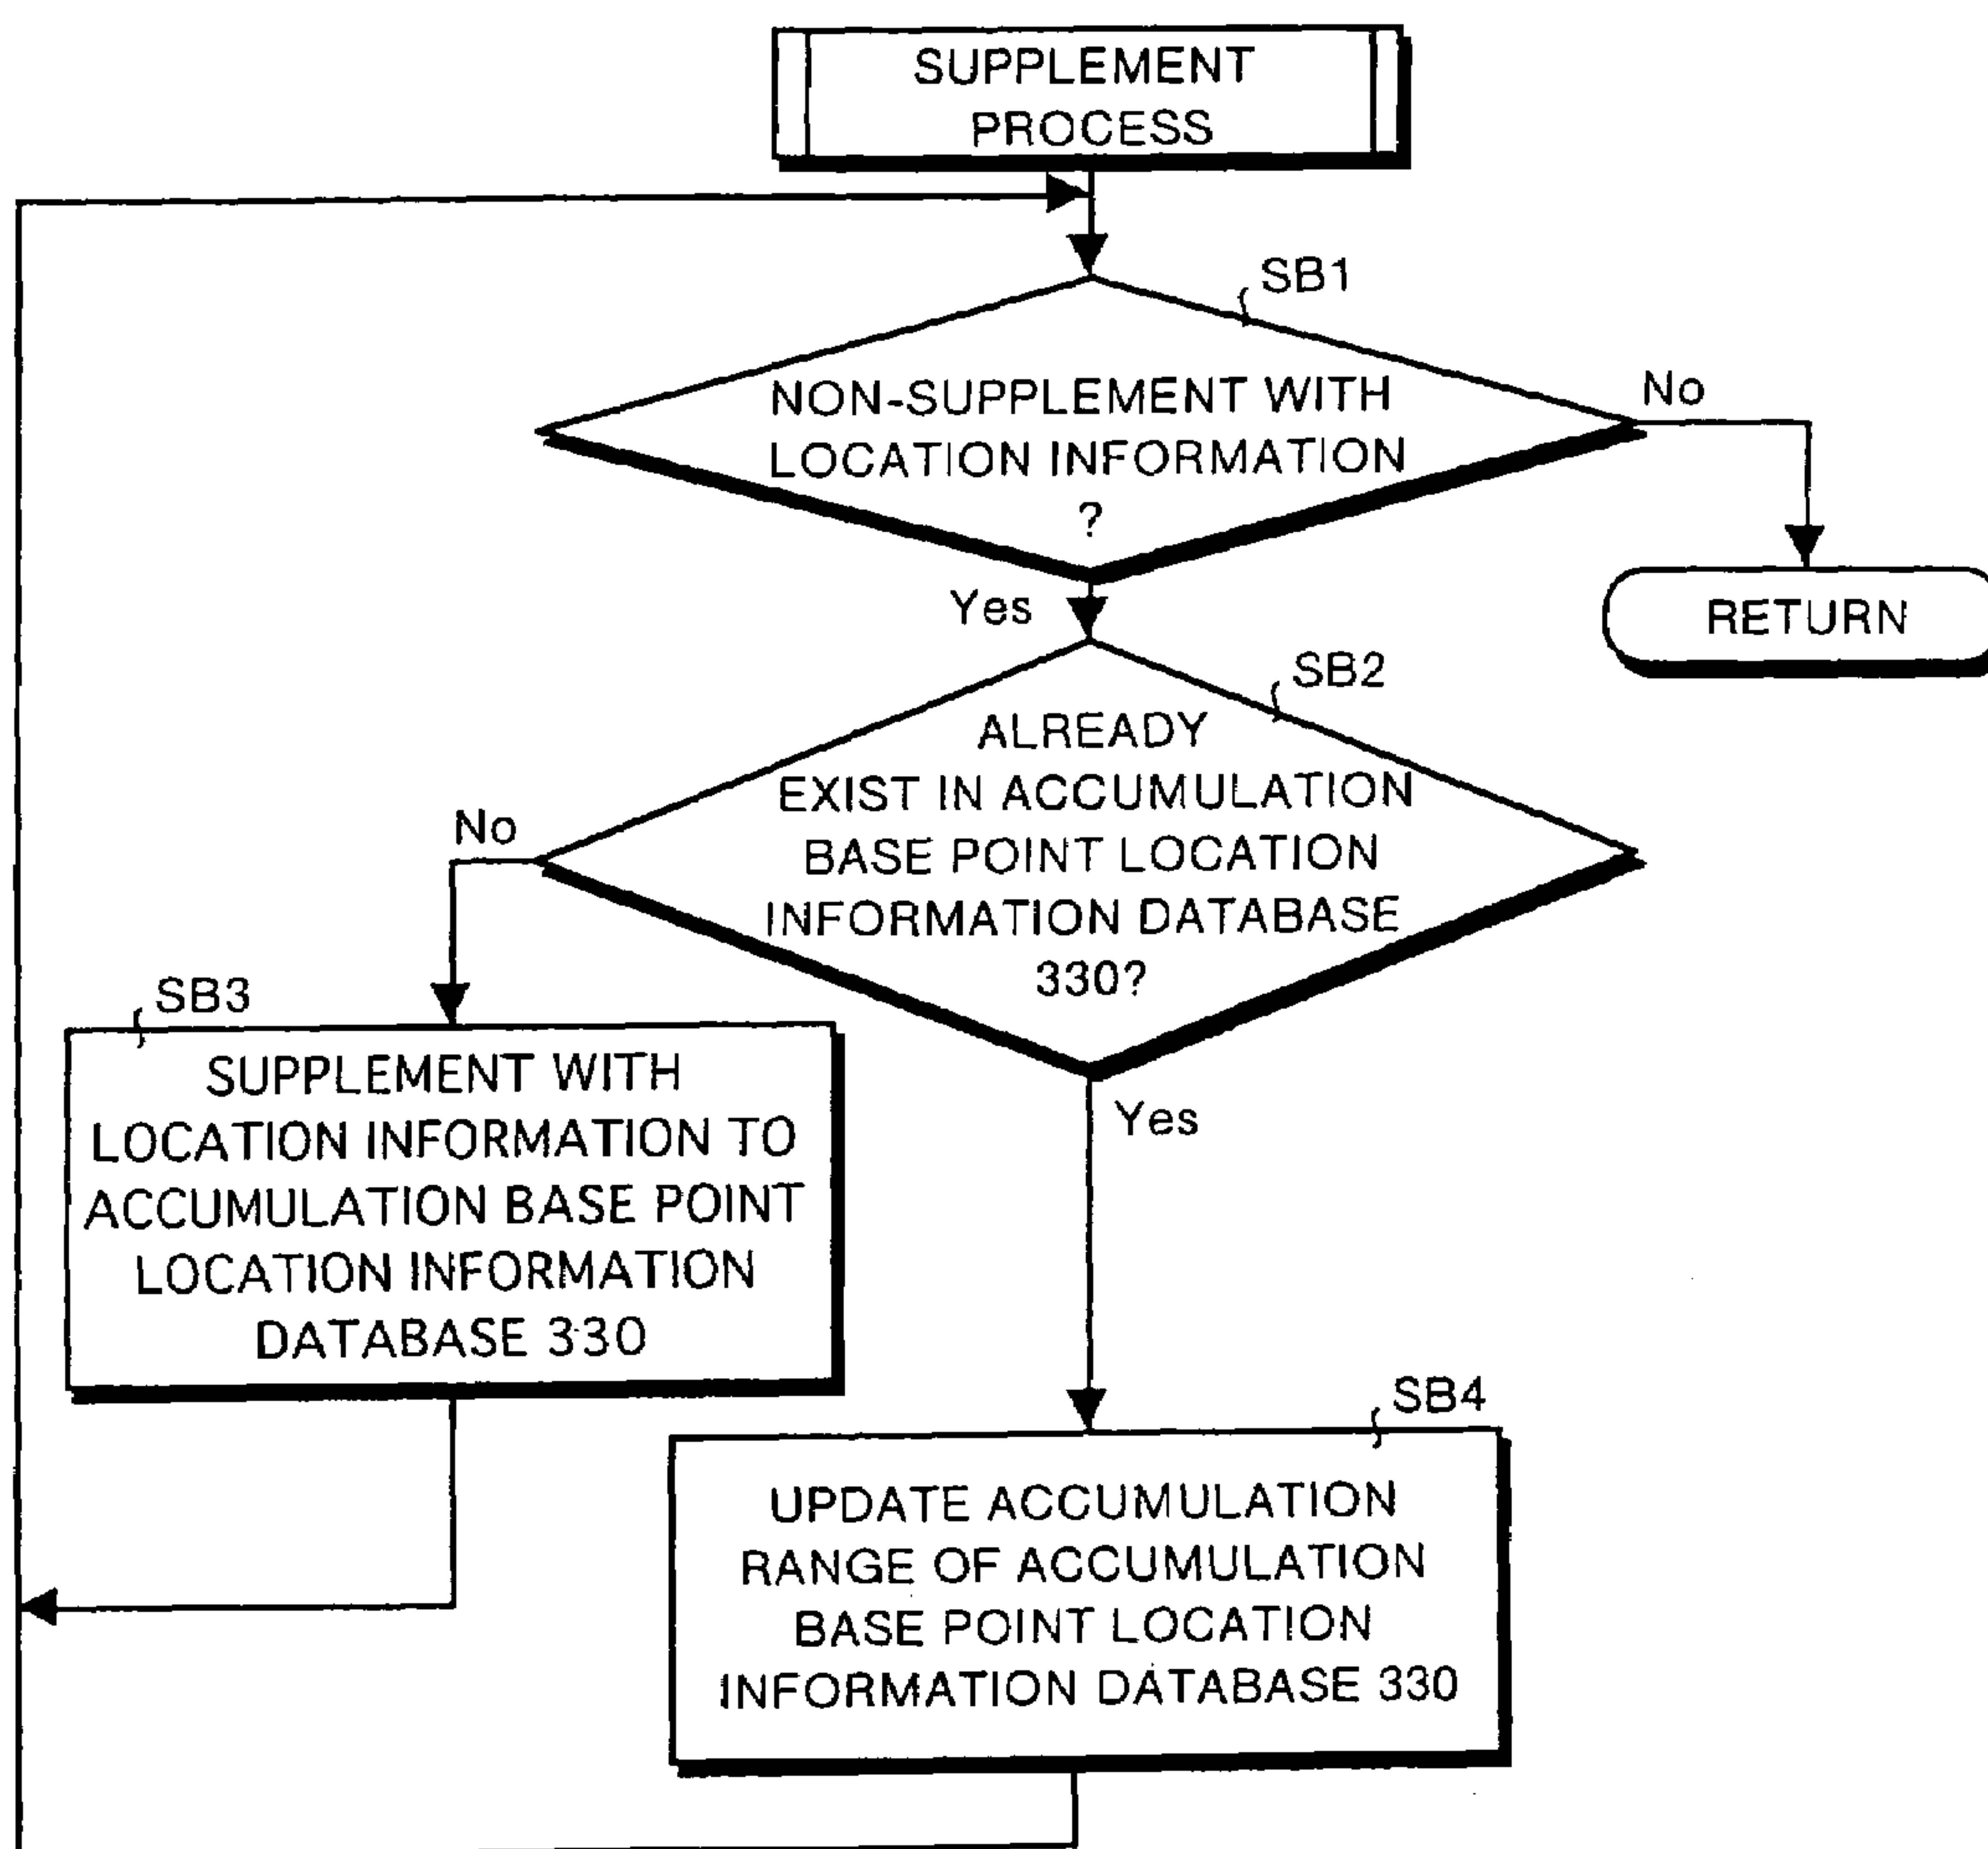 SUPPLEMENT
PROCESS
SB1
NON-SUPPLEMENT WITH
LOCATION INFORMATION
?
No
RETURN
Yes
SB2
ALREADY
EXIST IN ACCUMULATION
BASE POINT LOCATION
INFORMATION DATABASE
330?
No
Yes
SB3
SUPPLEMENT WITH
LOCATION INFORMATION TO
ACCUMULATION BASE POINT
LOCATION INFORMATION
DATABASE 330
SB4
UPDATE ACCUMULATION
RANGE OF ACCUMULATION
BASE POINT LOCATION
INFORMATION DATABASE 330